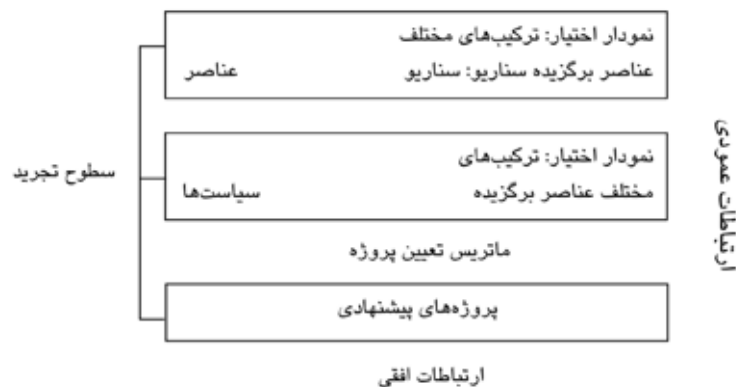 نمودار اختیار: ترکیب‌های مختلف
عناصر برگزیده سناریو: سناریو عناصر
نمودار اختیار: ترکیب‌های
مختلف عناصر برگزیده سیاست‌ها
ماتریس تعیین پروژه
پروژه‌های پیشنهادی
ارتباطات افقی
ارتباطات عمودی
سطوح تجرید